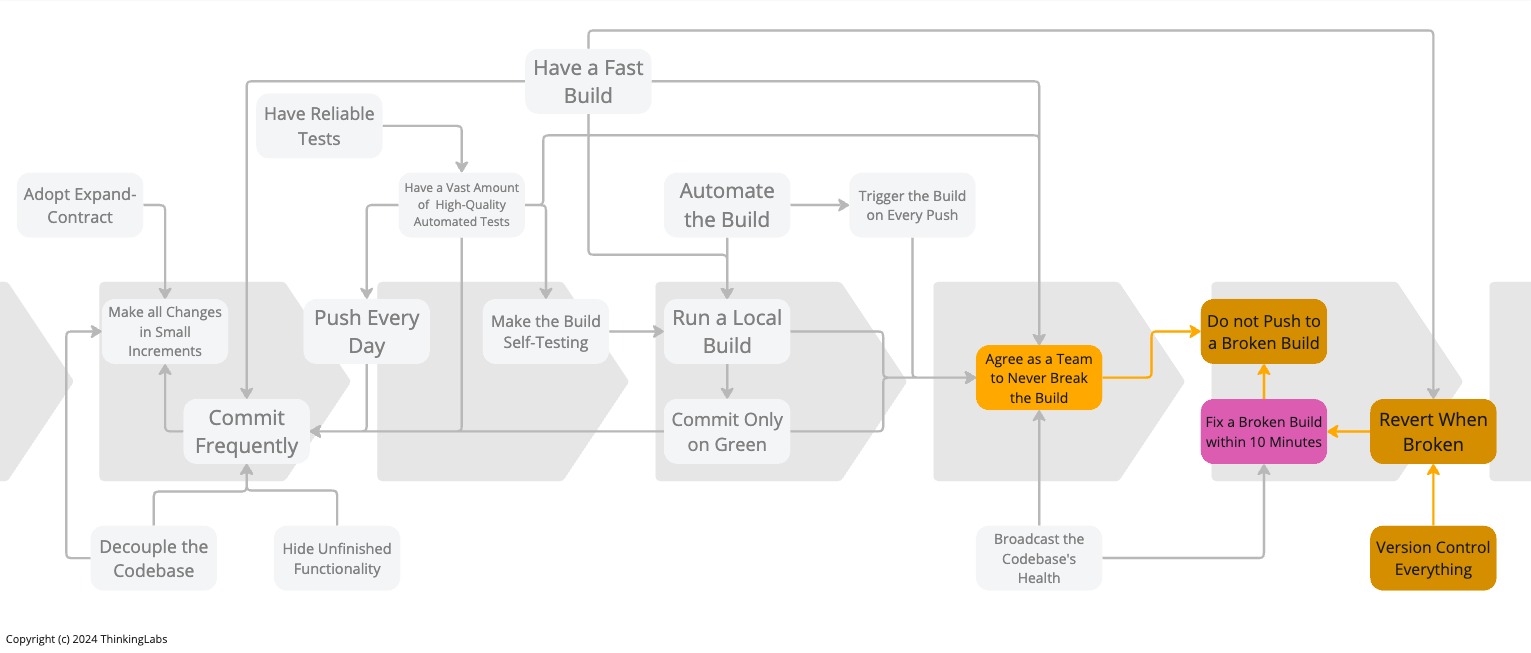 Have a Fast
Build
Have Reliable
Tests
Adopt Expand-
Contract
Have a Vast Amount
of High-Quality
Automated Tests
Automate
the Build
Trigger the Build
on Every Push
Make all Changes
in Small
Increments
Push Every
Day
Make the Build
Self-Testing
Run a Local
Build
Agree as a Team
to Never Break
the Build
Do not Push to
a Broken Build
Commit
Frequently
Commit Only
on Green
Fix a Broken Build
within 10 Minutes
Revert When
Broken
Decouple the
Codebase
Hide Unfinished
Functionality
Broadcast the
Codebase's
Health
Version Control
Everything
Copyright (c) 2024 ThinkingLabs